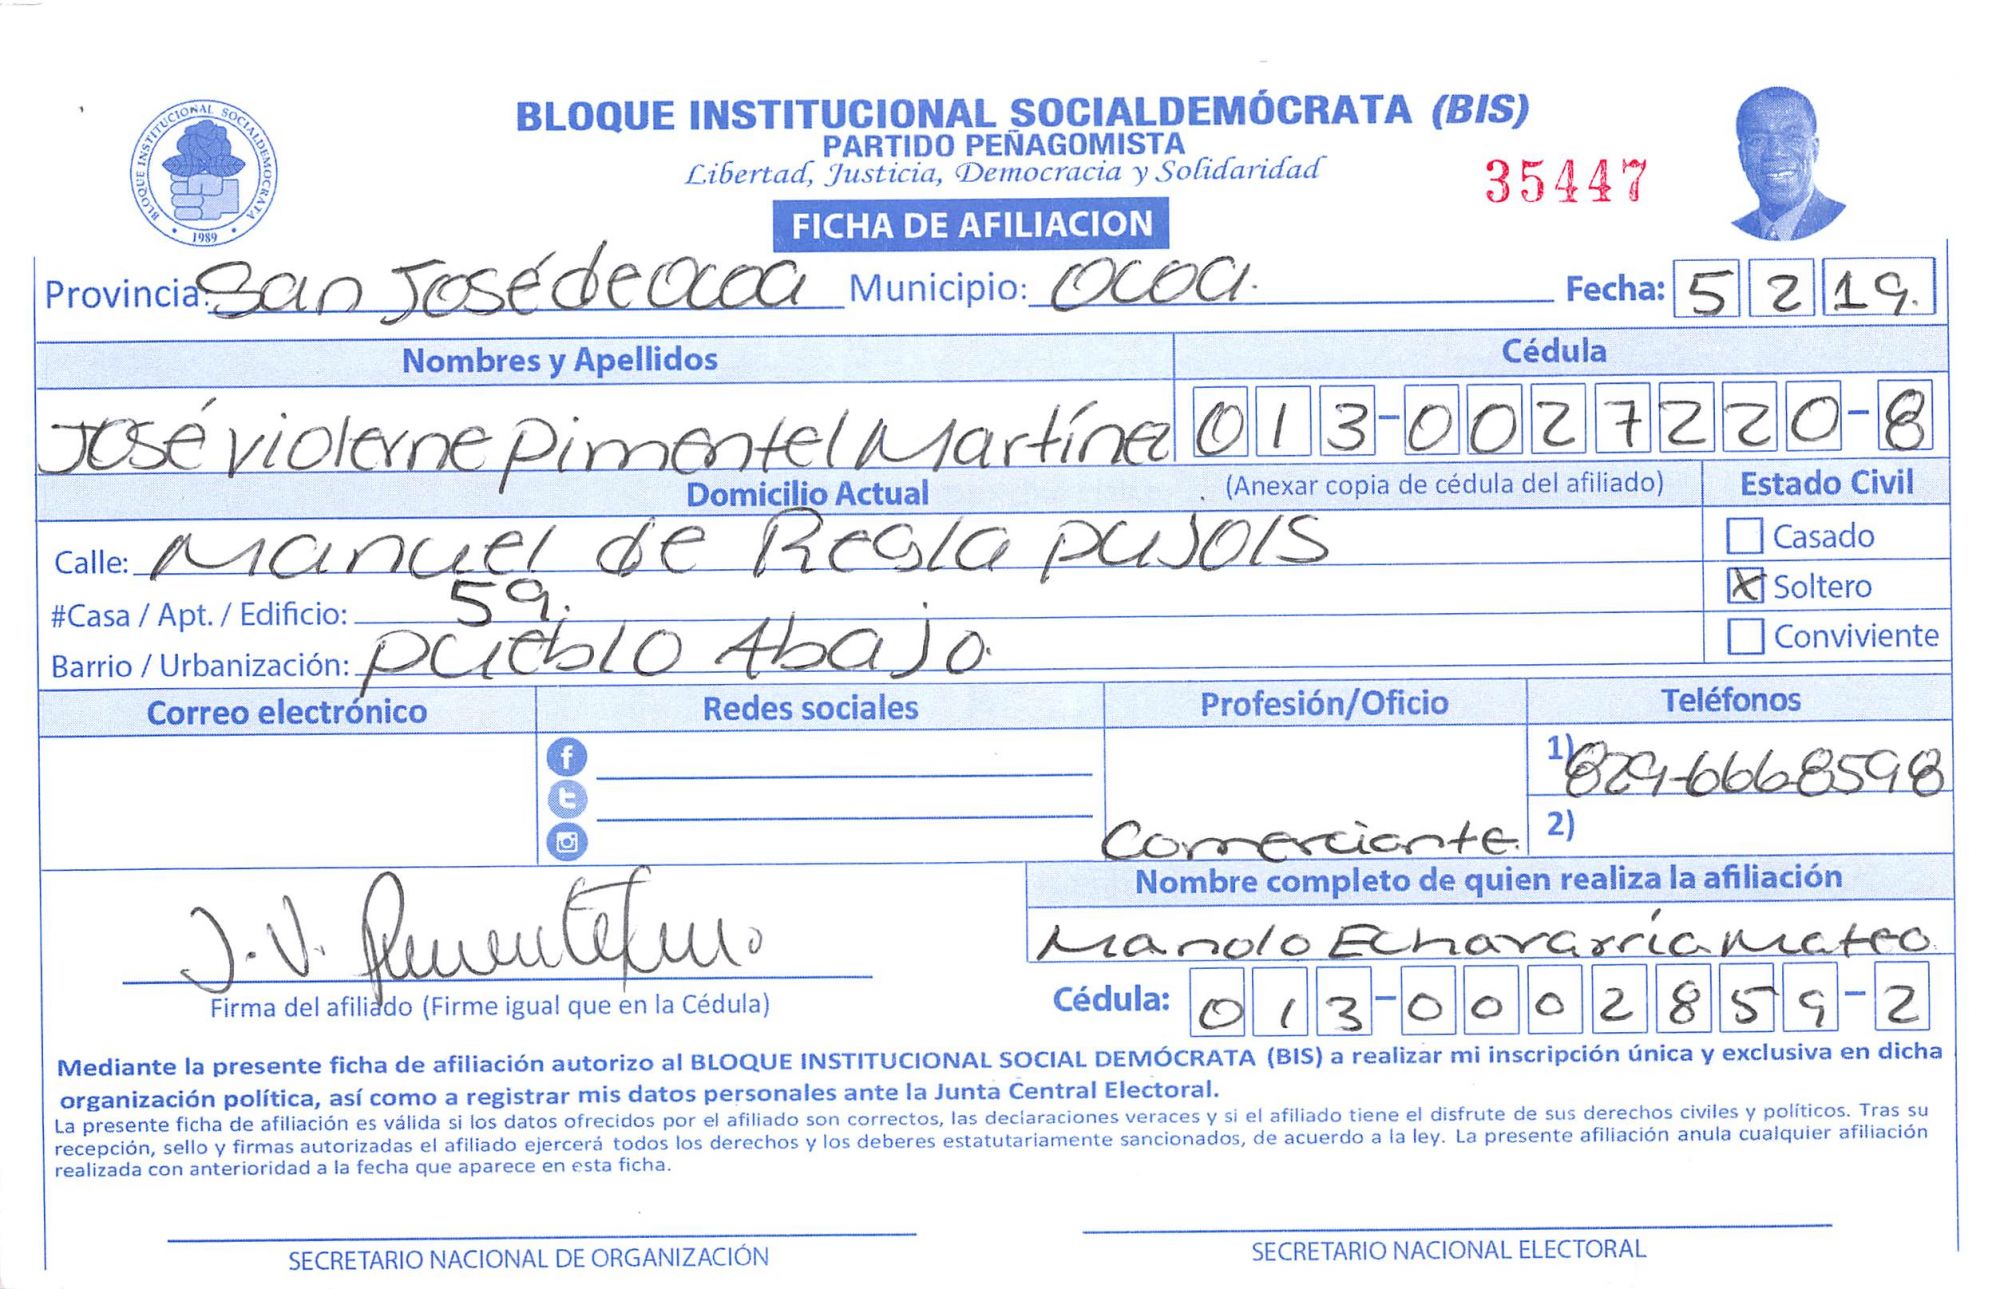 BLOQUE INSTITUCIONAL SOCIALDEMOCRATA
1989
BLOQUE INSTITUCIONAL SOCIALDEMÓCRATA (BIS)
PARTIDO PEÑAGOMISTA
Libertad, Justicia, Democracia y Solidaridad
35447
FICHA DE AFILIACION
Provincia: San José de ocoa Municipio: ocoa. Fecha: 5 2 19.
Nombres y Apellidos Cédula
José violerne Pimentel Martínez 013-0027220-8
Domicilio Actual (Anexar copia de cédula del afiliado) Estado Civil
Calle: Manuel de Regla pujols Casado
#Casa / Apt. / Edificio: 59. X Soltero
Barrio / Urbanización: pueblo Abajo. Conviviente
Correo electrónico Redes sociales Profesión/Oficio Teléfonos
1) 829-666-8598
Comerciante. 2)
Nombre completo de quien realiza la afiliación
Manolo Echavarría Mateo.
J.V.
Firma del afiliado (Firme igual que en la Cédula) Cédula: 013-0002859-2
Mediante la presente ficha de afiliación autorizo al BLOQUE INSTITUCIONAL SOCIAL DEMÓCRATA (BIS) a realizar mi inscripción única y exclusiva en dicha
organización política, así como a registrar mis datos personales ante la Junta Central Electoral.
La presente ficha de afiliación es válida si los datos ofrecidos por el afiliado son correctos, las declaraciones veraces y si el afiliado tiene el disfrute de sus derechos civiles y políticos. Tras su
recepción, sello y firmas autorizadas el afiliado ejercerá todos los derechos y los deberes estatutariamente sancionados, de acuerdo a la ley. La presente afiliación anula cualquier afiliación
realizada con anterioridad a la fecha que aparece en esta ficha.
SECRETARIO NACIONAL DE ORGANIZACIÓN SECRETARIO NACIONAL ELECTORAL